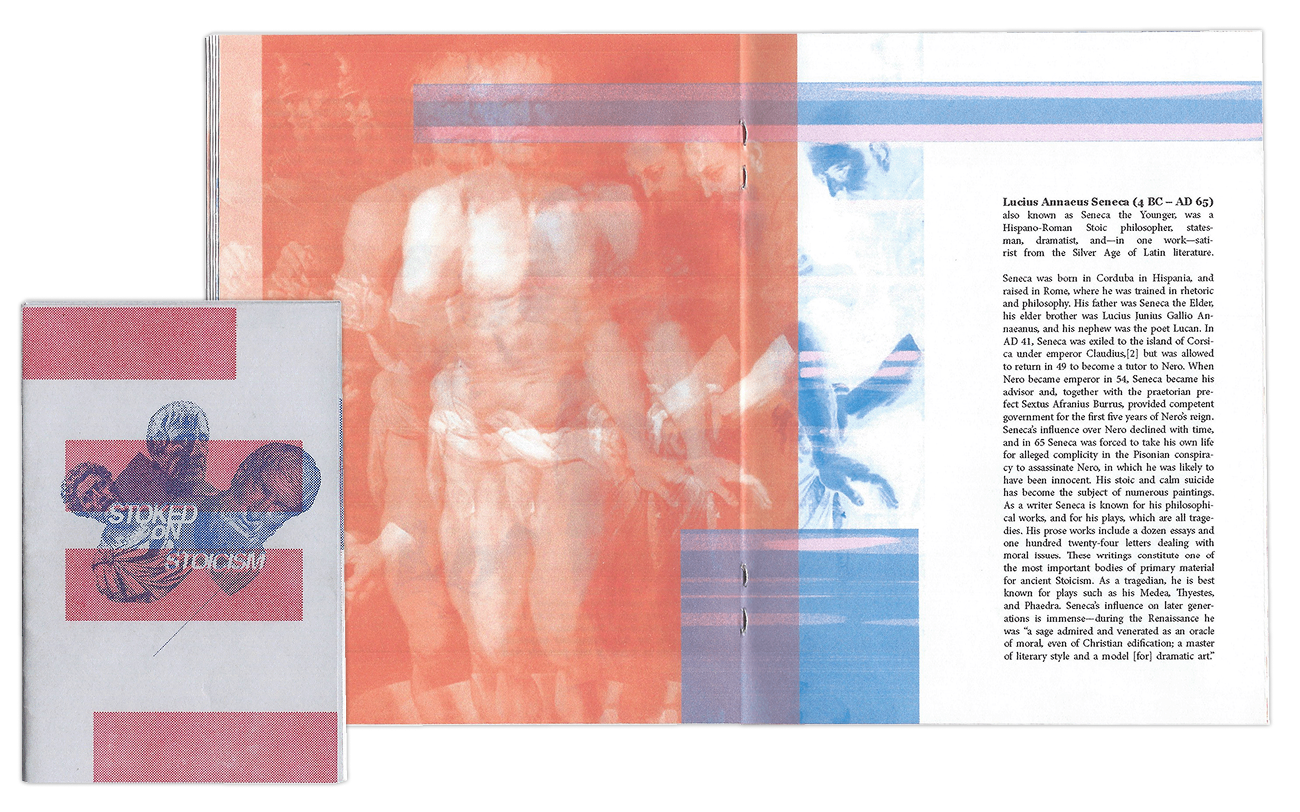 STOKED
ON
STOICISM
Lucius Annaeus Seneca (4 BC – AD 65)
also known as Seneca the Younger, was a
Hispano-Roman Stoic philosopher, states-
man, dramatist, and—in one work—sati-
rist from the Silver Age of Latin literature.
Seneca was born in Corduba in Hispania, and
raised in Rome, where he was trained in rhetoric
and philosophy. His father was Seneca the Elder,
his elder brother was Lucius Junius Gallio An-
naeanus, and his nephew was the poet Lucan. In
AD 41, Seneca was exiled to the island of Corsi-
ca under emperor Claudius,[2] but was allowed
to return in 49 to become a tutor to Nero. When
Nero became emperor in 54, Seneca became his
advisor and, together with the praetorian pre-
fect Sextus Afranius Burrus, provided competent
government for the first five years of Nero's reign.
Seneca's influence over Nero declined with time,
and in 65 Seneca was forced to take his own life
for alleged complicity in the Pisonian conspira-
cy to assassinate Nero, in which he was likely to
have been innocent. His stoic and calm suicide
has become the subject of numerous paintings.
As a writer Seneca is known for his philosophi-
cal works, and for his plays, which are all trage-
dies. His prose works include a dozen essays and
one hundred twenty-four letters dealing with
moral issues. These writings constitute one of
the most important bodies of primary material
for ancient Stoicism. As a tragedian, he is best
known for plays such as his Medea, Thyestes,
and Phaedra. Seneca's influence on later gener-
ations is immense—during the Renaissance he
was "a sage admired and venerated as an oracle
of moral, even of Christian edification; a master
of literary style and a model [for] dramatic art."